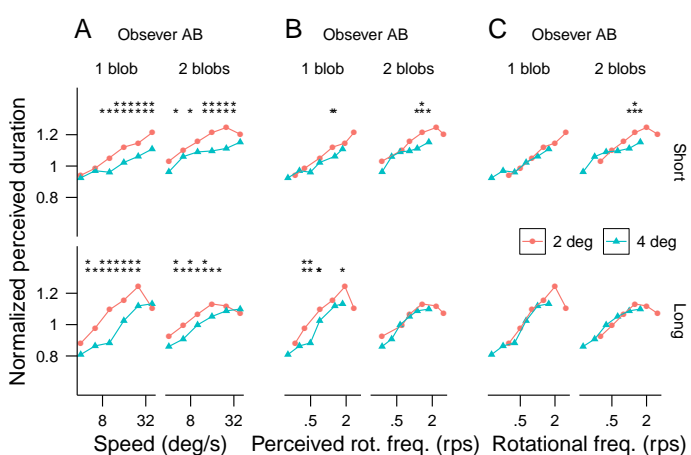 A B C
Obsever AB Obsever AB Obsever AB
1 blob 2 blobs 1 blob 2 blobs 1 blob 2 blobs
Normalized perceived duration
1.2
1
0.8
Short
2 deg 4 deg
1.2
1
0.8
Long
8 32 8 32 .5 2 .5 2 .5 2 .5 2
Speed (deg/s) Perceived rot. freq. (rps) Rotational freq. (rps)